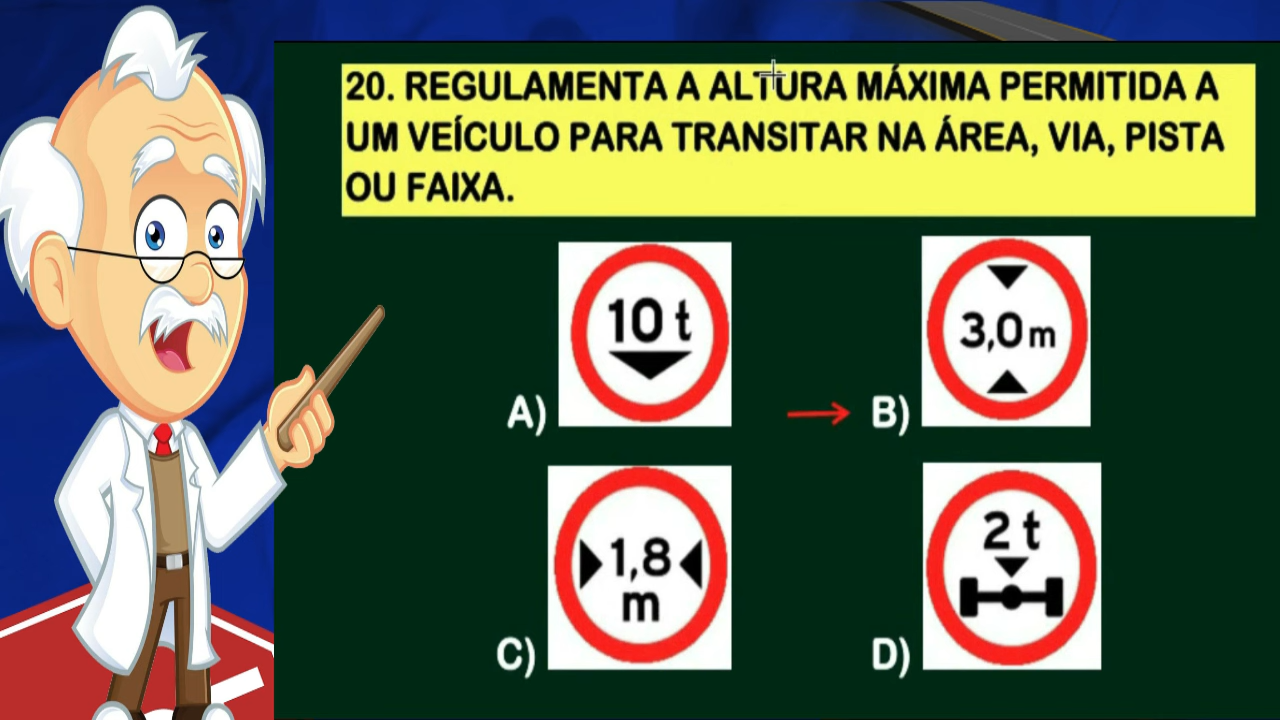 20. REGULAMENTA A ALTURA MÁXIMA PERMITIDA A
UM VEÍCULO PARA TRANSITAR NA ÁREA, VIA, PISTA
OU FAIXA.
10 t
A)
3,0 m
B)
1,8
m
C)
2 t
D)